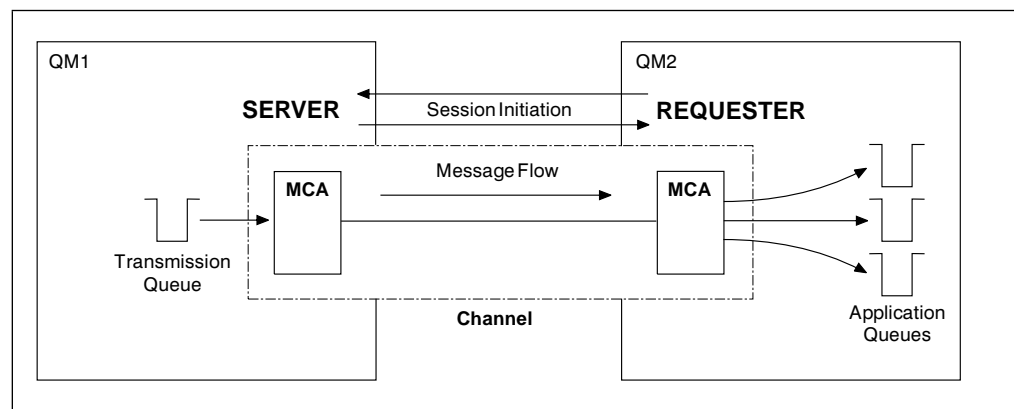 QM1
QM2
SERVER
Session Initiation
REQUESTER
Message Flow
MCA
MCA
Transmission
Queue
Channel
Application
Queues